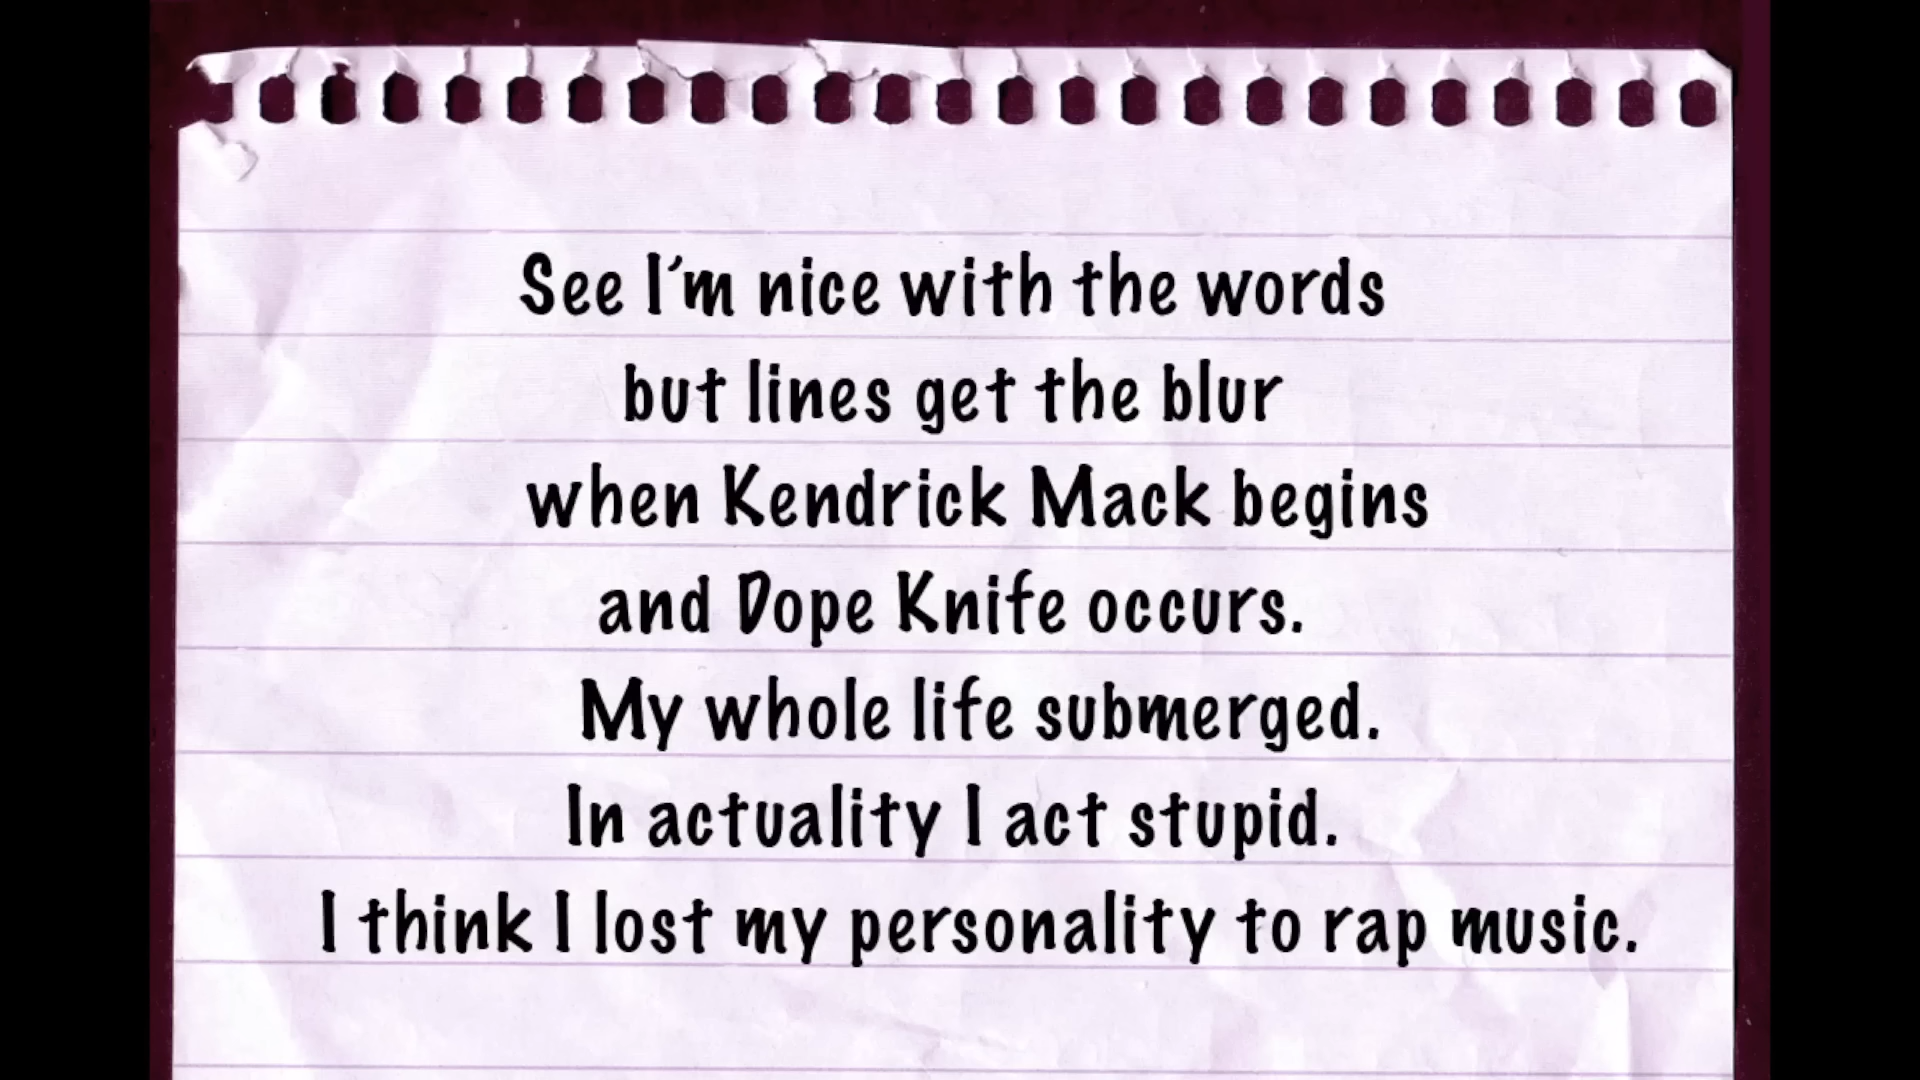 See I'm nice with the words
but lines get the blur
when Kendrick Mack begins
and Dope Knife occurs.
My whole life submerged.
In actuality I act stupid.
I think I lost my personality to rap music.